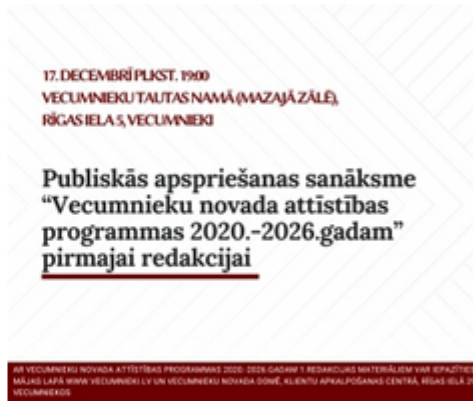 17. DECEMBRĪ PLKST. 19:00
VECUMNIEKU TAUTAS NAMĀ (MAZAJĀ ZĀLĒ),
RĪGAS IELA 5, VECUMNIEKI
Publiskās apspriešanas sanāksme
“Vecumnieku novada attīstības
programmas 2020.-2026.gadam”
pirmajai redakcijai
AR VECUMNIEKU NOVADA ATTĪSTĪBAS PROGRAMMAS 2020- 2026.GADAM 1 REDAKCIJAS MATERIĀLIEM VAR IEPAZĪTIES
MĀJAS LAPĀ WWW.VECUMNIEKI.LV UN VECUMNIEKU NOVADA DOMĒ, KLIENTU APKALPOŠANAS CENTRĀ, RĪGAS IELĀ
VECUMNIEKOS